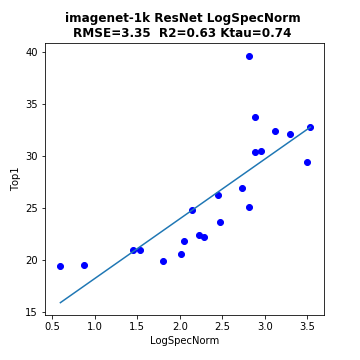 imagenet-1k ResNet LogSpecNorm
RMSE=3.35 R2=0.63 Ktau=0.74
40
35
30
25
20
15
Top1
0.5 1.0 1.5 2.0 2.5 3.0 3.5
LogSpecNorm